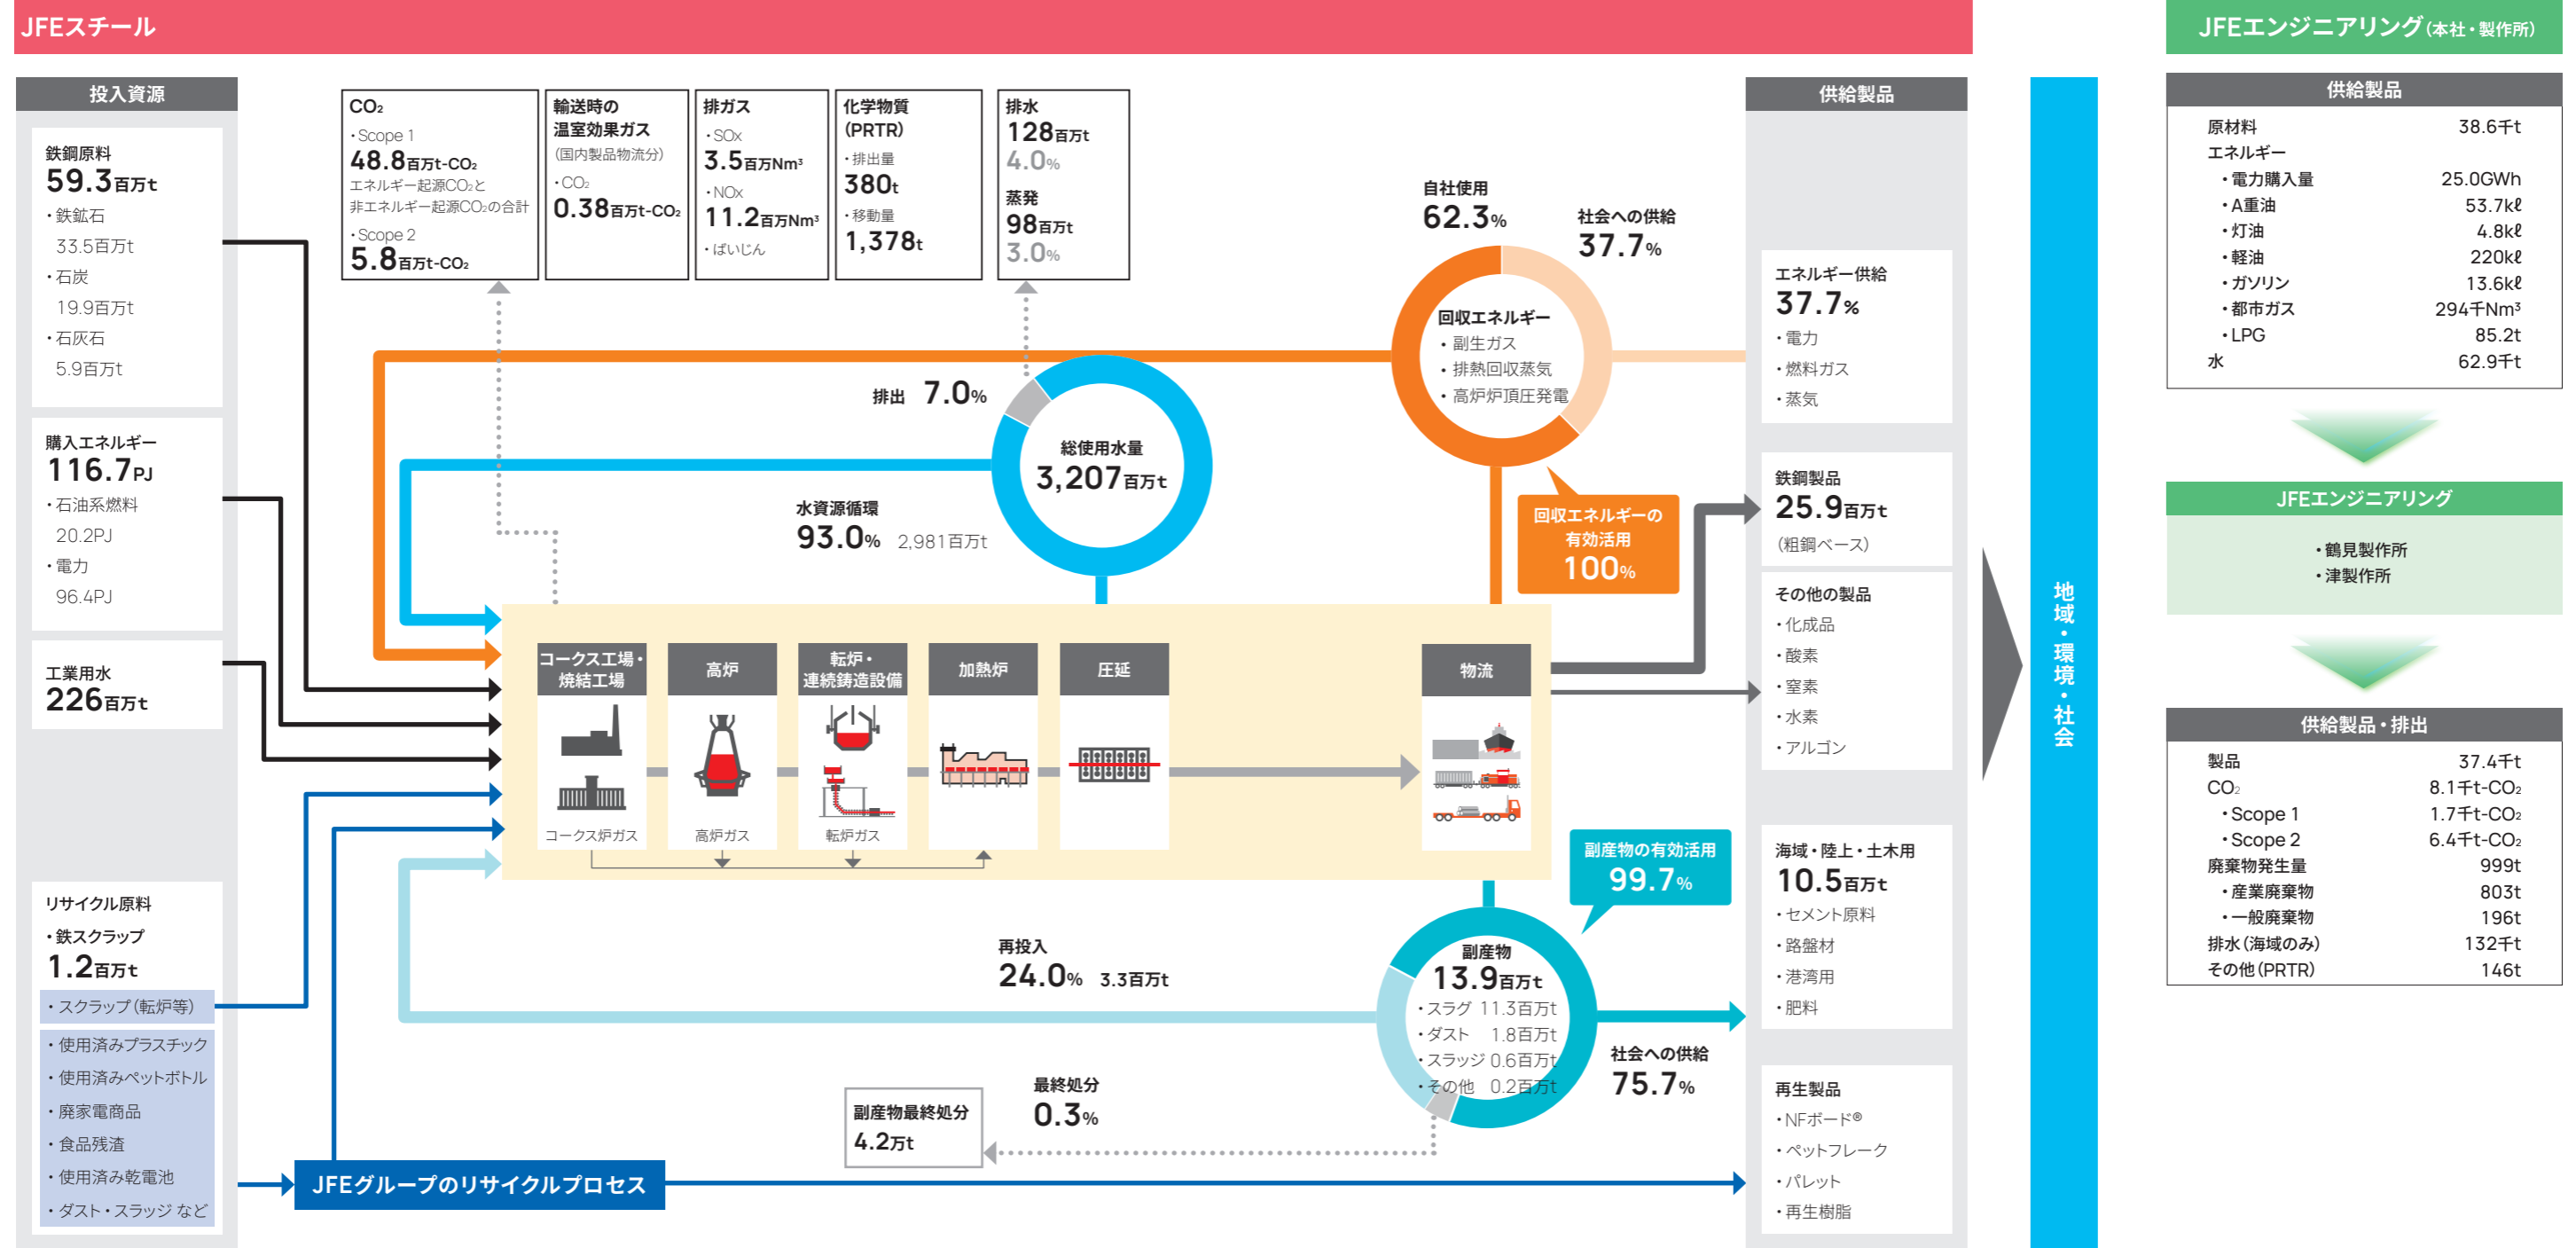 JFEスチール
投入資源
鉄鋼原料
59.3百万t
・鉄鉱石
33.5百万t
・石炭
19.9百万t
・石灰石
5.9百万t
購入エネルギー
116.7PJ
・石油系燃料
20.2PJ
・電力
96.4PJ
工業用水
226百万t
リサイクル原料
・鉄スクラップ
1.2百万t
・スクラップ（転炉等）
・使用済みプラスチック
・使用済みペットボトル
・廃家電商品
・食品残渣
・使用済み乾電池
・ダスト・スラッジ など
JFEグループのリサイクルプロセス
CO₂
・Scope 1
48.8百万t-CO₂
エネルギー起源CO₂と
非エネルギー起源CO₂の合計
・Scope 2
5.8百万t-CO₂
輸送時の
温室効果ガス
（国内製品物流分）
・CO₂
0.38百万t-CO₂
排ガス
・SOx
3.5百万Nm³
・NOx
11.2百万Nm³
・ばいじん
化学物質
（PRTR）
・排出量
380t
・移動量
1,378t
排水
128百万t
4.0%
蒸発
98百万t
3.0%
排出 7.0%
総使用水量
3,207百万t
水資源循環
93.0% 2,981百万t
自社使用
62.3%
社会への供給
37.7%
回収エネルギー
・副生ガス
・排熱回収蒸気
・高炉炉頂圧発電
回収エネルギーの
有効活用
100%
コークス工場・
焼結工場
コークス炉ガス
高炉
高炉ガス
転炉・
連続鋳造設備
転炉ガス
加熱炉
圧延
物流
副産物の有効活用
99.7%
再投入
24.0% 3.3百万t
副産物
13.9百万t
・スラグ 11.3百万t
・ダスト 1.8百万t
・スラッジ 0.6百万t
・その他 0.2百万t
社会への供給
75.7%
最終処分
0.3%
副産物最終処分
4.2万t
供給製品
エネルギー供給
37.7%
・電力
・燃料ガス
・蒸気
鉄鋼製品
25.9百万t
（粗鋼ベース）
その他の製品
・化成品
・酸素
・窒素
・水素
・アルゴン
海域・陸上・土木用
10.5百万t
・セメント原料
・路盤材
・港湾用
・肥料
再生製品
・NFボード®
・ペットフレーク
・パレット
・再生樹脂
地域・環境・社会
JFEエンジニアリング（本社・製作所）
供給製品
原材料 38.6千t
エネルギー
・電力購入量 25.0GWh
・A重油 53.7kℓ
・灯油 4.8kℓ
・軽油 220kℓ
・ガソリン 13.6kℓ
・都市ガス 294千Nm³
・LPG 85.2t
水 62.9千t
JFEエンジニアリング
・鶴見製作所
・津製作所
供給製品・排出
製品 37.4千t
CO₂ 8.1千t-CO₂
・Scope 1 1.7千t-CO₂
・Scope 2 6.4千t-CO₂
廃棄物発生量 999t
・産業廃棄物 803t
・一般廃棄物 196t
排水（海域のみ） 132千t
その他（PRTR） 146t